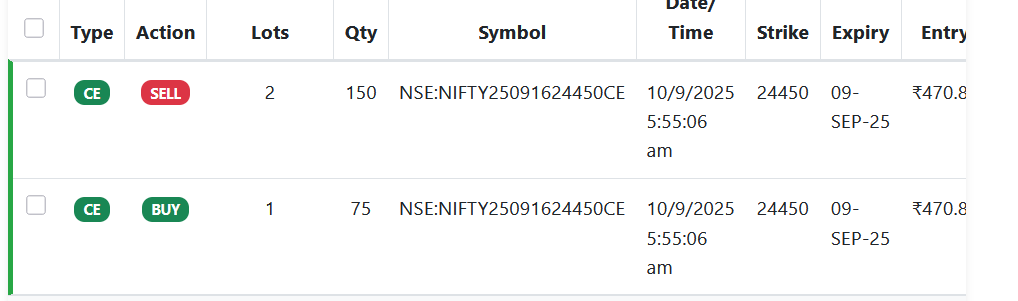 Date/
Type Action Lots Qty Symbol Time Strike Expiry Entry
CE SELL 2 150 NSE:NIFTY25091624450CE 10/9/2025 24450 09- ₹470.8
5:55:06 SEP-25
am
CE BUY 1 75 NSE:NIFTY25091624450CE 10/9/2025 24450 09- ₹470.8
5:55:06 SEP-25
am